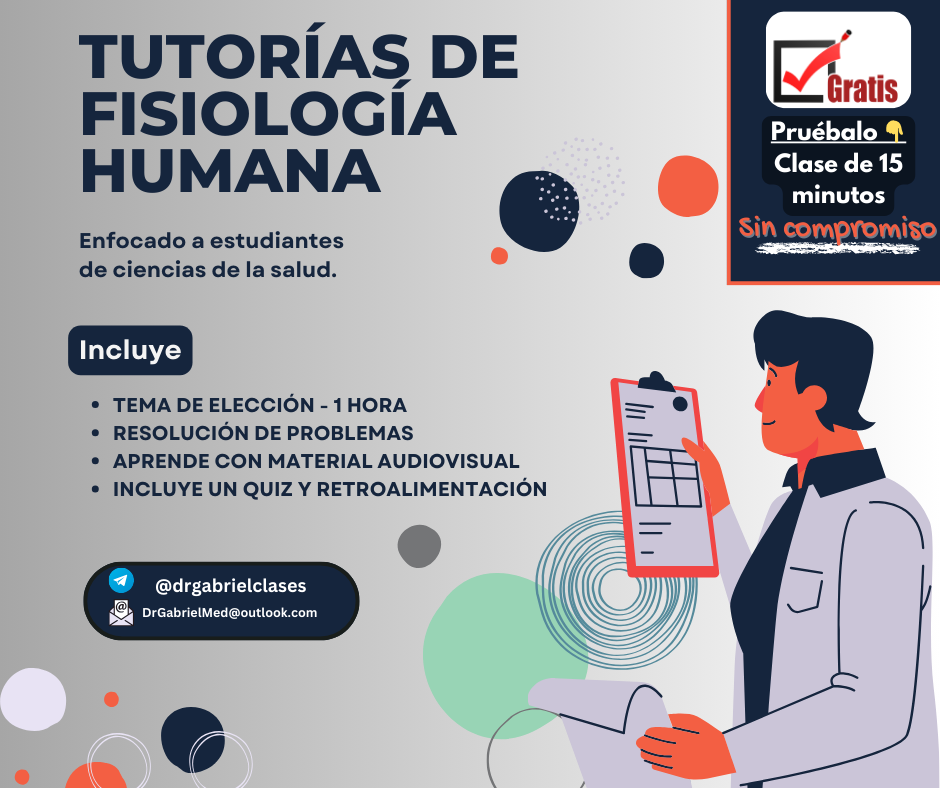 TUTORÍAS DE
FISIOLOGÍA
HUMANA
Enfocado a estudiantes
de ciencias de la salud.
Incluye
TEMA DE ELECCIÓN - 1 HORA
RESOLUCIÓN DE PROBLEMAS
APRENDE CON MATERIAL AUDIOVISUAL
INCLUYE UN QUIZ Y RETROALIMENTACIÓN
@drgabrielclases
@
DrGabrielMed@outlook.com
Gratis
Pruébalo 👇
Clase de 15
minutos
Sin compromiso